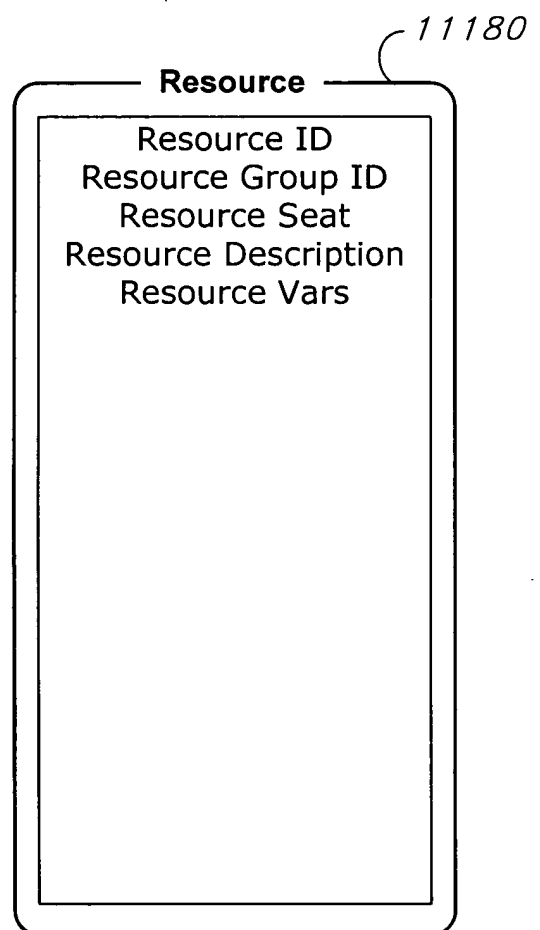 11180
Resource
Resource ID
Resource Group ID
Resource Seat
Resource Description
Resource Vars